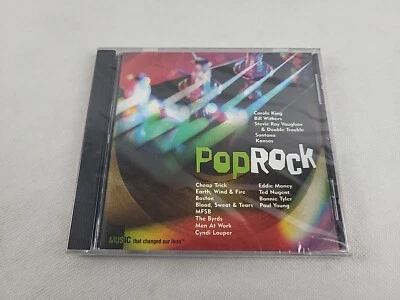 Carole King
Bill Withers
Stevie Ray Vaughan
& Double Trouble
Santana
Kansas
PopROCK
Cheap Trick
Earth, Wind & Fire
Boston
Blood, Sweat & Tears
MFSB
The Byrds
Men At Work
Cyndi Lauper
Eddie Money
Ted Nugent
Bonnie Tyler
Paul Young
MUSIC that changed our lives™